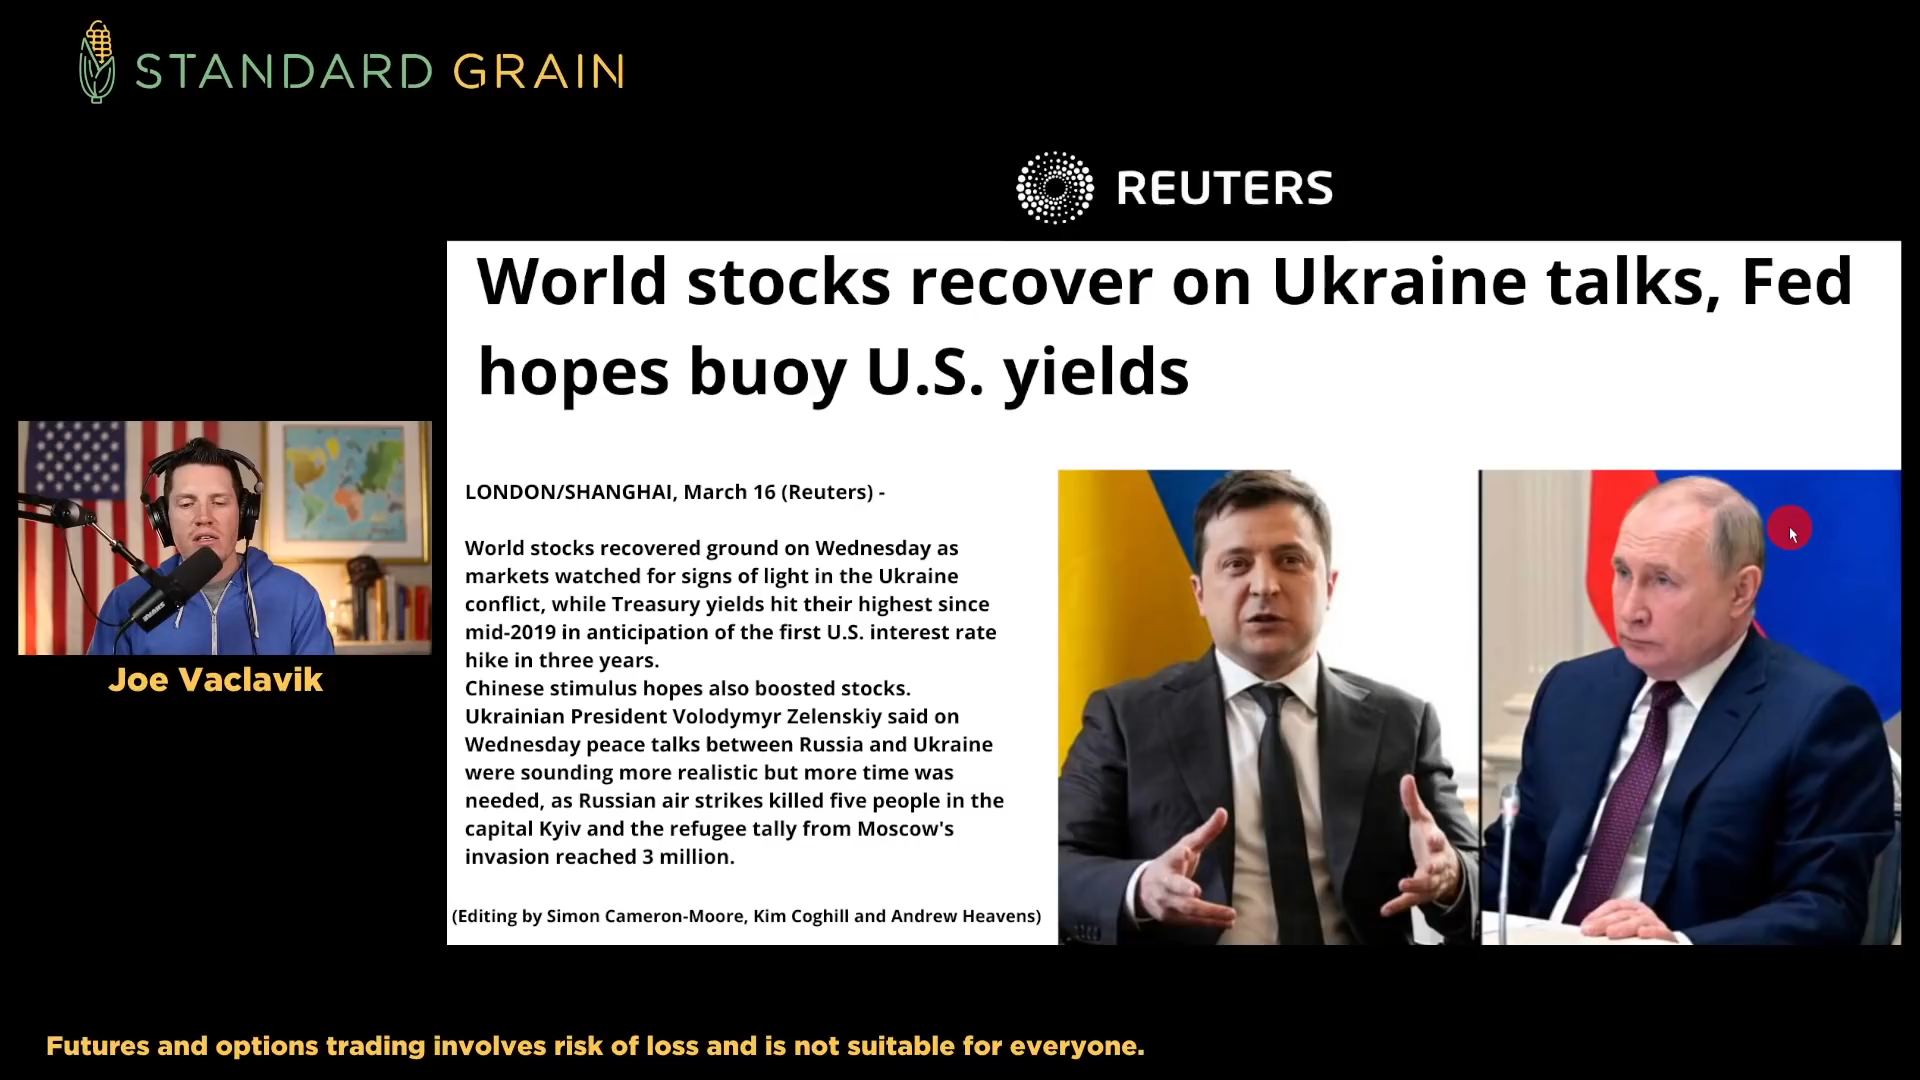 STANDARD GRAIN
REUTERS
World stocks recover on Ukraine talks, Fed
hopes buoy U.S. yields
LONDON/SHANGHAI, March 16 (Reuters) -
World stocks recovered ground on Wednesday as
markets watched for signs of light in the Ukraine
conflict, while Treasury yields hit their highest since
mid-2019 in anticipation of the first U.S. interest rate
hike in three years.
Chinese stimulus hopes also boosted stocks.
Ukrainian President Volodymyr Zelenskiy said on
Wednesday peace talks between Russia and Ukraine
were sounding more realistic but more time was
needed, as Russian air strikes killed five people in the
capital Kyiv and the refugee tally from Moscow's
invasion reached 3 million.
(Editing by Simon Cameron-Moore, Kim Coghill and Andrew Heavens)
Joe Vaclavik
Futures and options trading involves risk of loss and is not suitable for everyone.